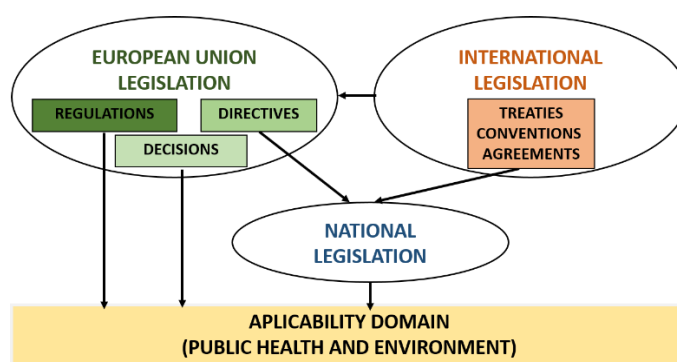 EUROPEAN UNION
LEGISLATION
REGULATIONS
DIRECTIVES
DECISIONS
INTERNATIONAL
LEGISLATION
TREATIES
CONVENTIONS
AGREEMENTS
NATIONAL
LEGISLATION
APLICABILITY DOMAIN
(PUBLIC HEALTH AND ENVIRONMENT)